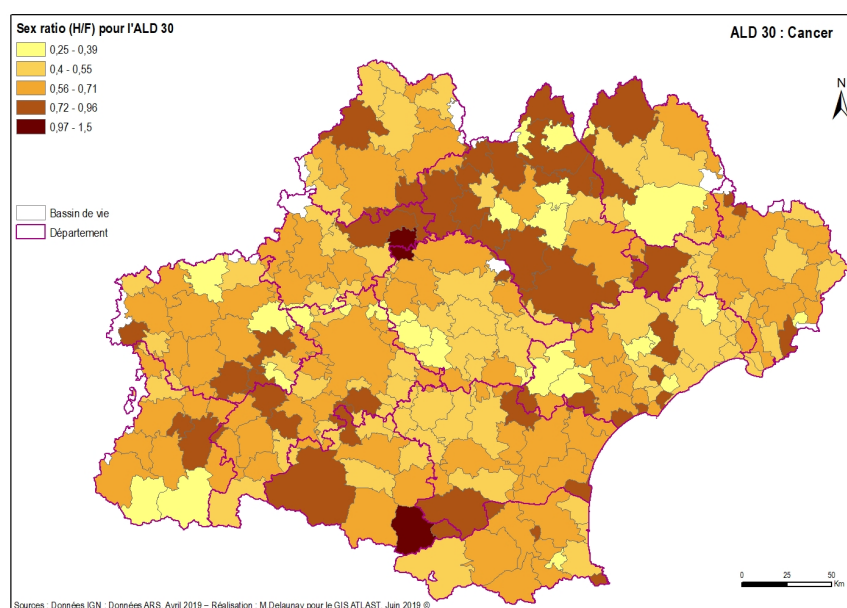 Sex ratio (H/F) pour l'ALD 30
0,25 - 0,39
0,4 - 0,55
0,56 - 0,71
0,72 - 0,96
0,97 - 1,5
Bassin de vie
Département
ALD 30 : Cancer
N
0 25 50
Km
Sources : Données IGN ; Données ARS, Avril 2019 – Réalisation : M.Delaunay pour le GIS ATLAST, Juin 2019 ©